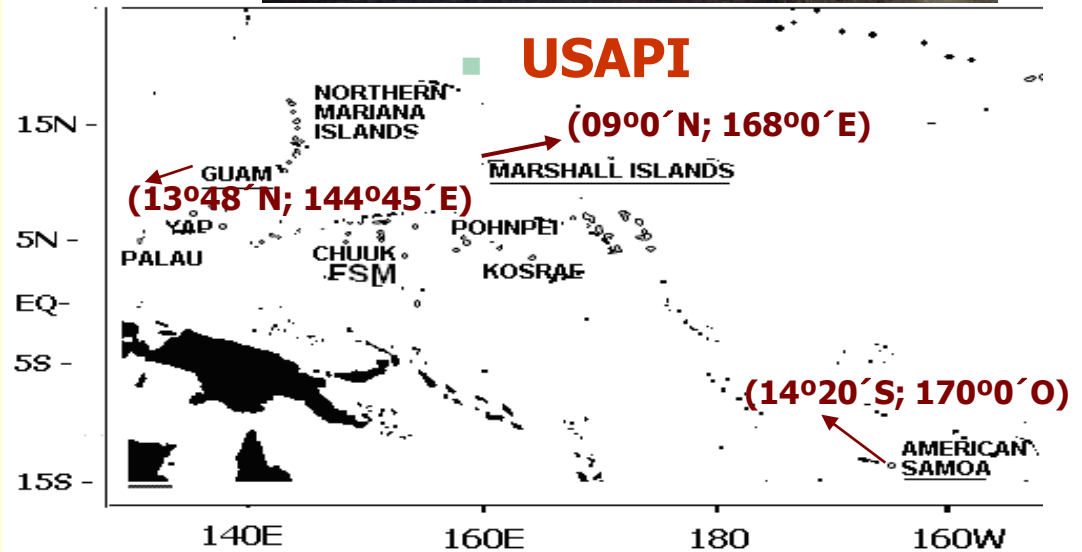 USAPI
NORTHERN
MARIANA
ISLANDS
15N -
(09º0´N; 168º0´E)
GUAM
MARSHALL ISLANDS
(13º48´N; 144º45´E)
YAP
POHNPEI
5N -
CHUUK
PALAU
FSM
KOSRAE
EQ-
5S -
(14º20´S; 170º0´O)
AMERICAN
SAMOA
15S -
140E
160E
180
160W